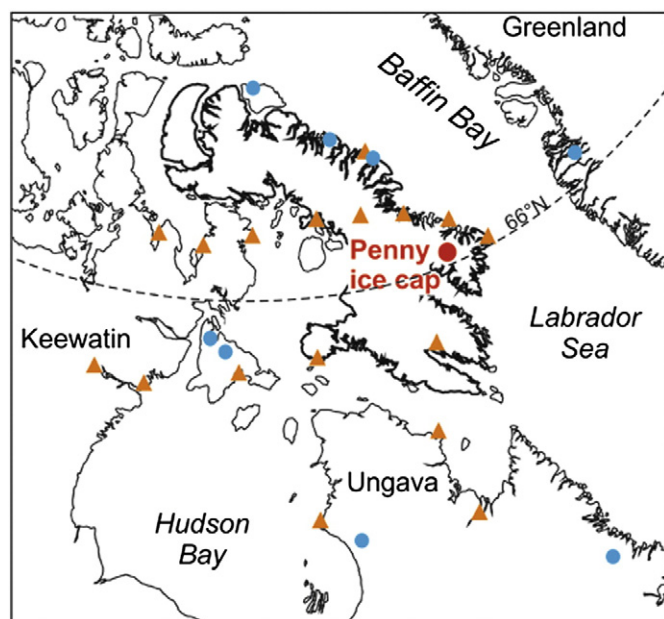 Greenland
Baffin Bay
66°N
Penny
ice cap
Labrador
Sea
Keewatin
Ungava
Hudson
Bay